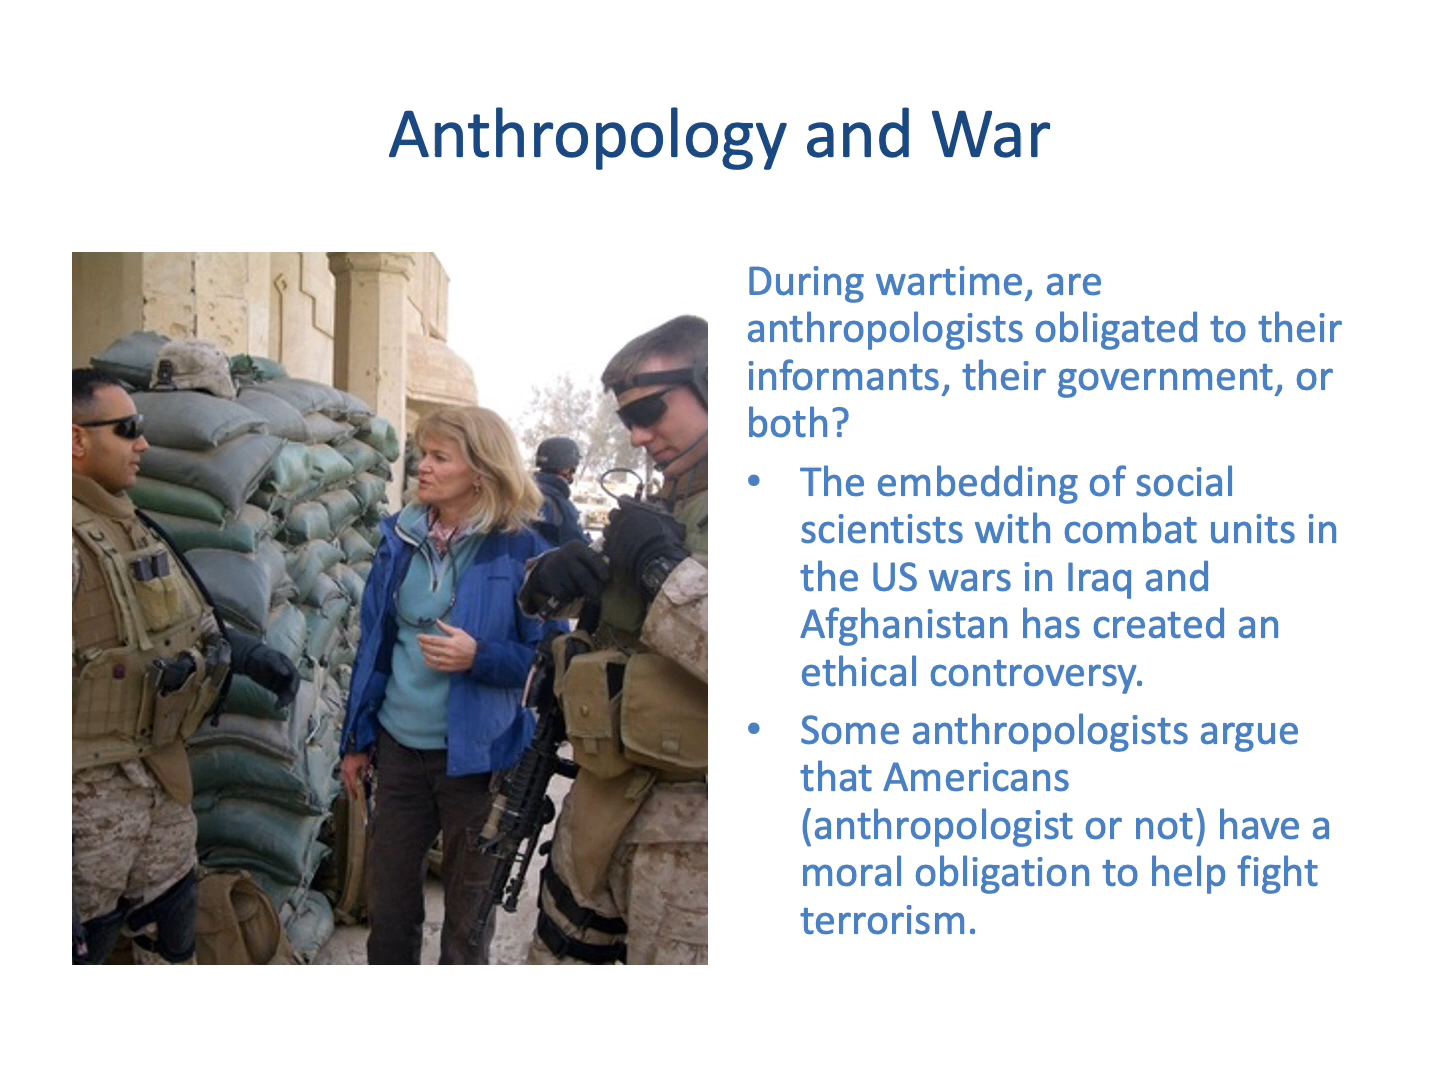 Anthropology and War
During wartime, are
anthropologists obligated to their
informants, their government, or
both?
• The embedding of social
scientists with combat units in
the US wars in Iraq and
Afghanistan has created an
ethical controversy.
• Some anthropologists argue
that Americans
(anthropologist or not) have a
moral obligation to help fight
terrorism.